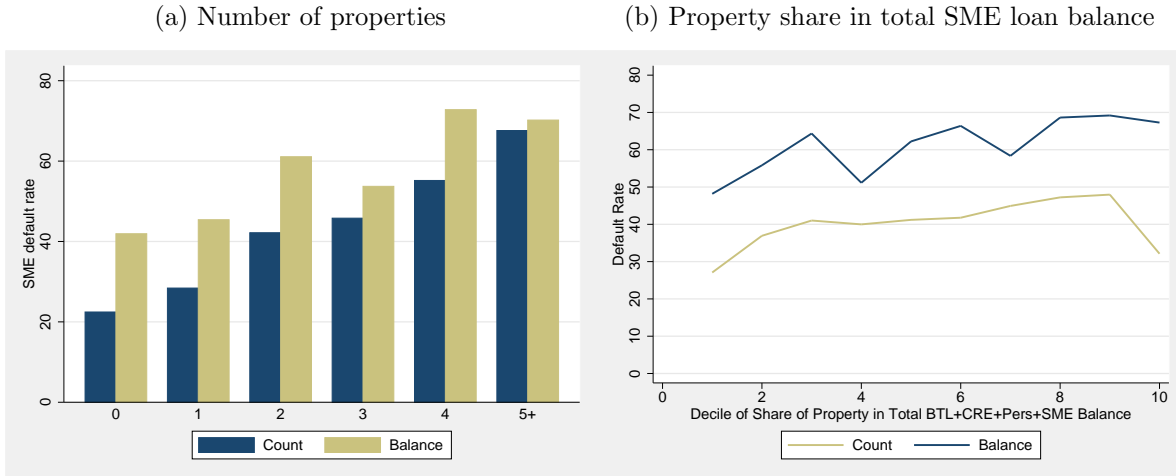 (a) Number of properties
SME default rate
80
60
40
20
0
0 1 2 3 4 5+
Count Balance
(b) Property share in total SME loan balance
Default Rate
80
70
60
50
40
30
20
10
0
0 2 4 6 8 10
Decile of Share of Property in Total BTL+CRE+Pers+SME Balance
Count Balance